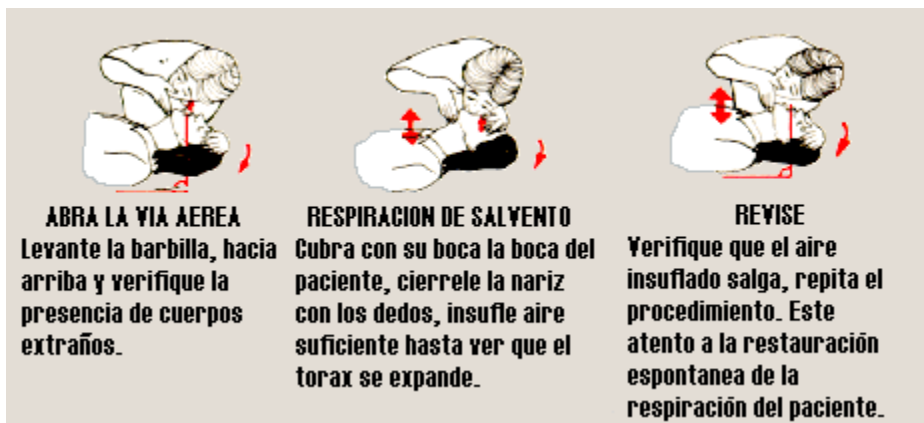 ABRA LA VIA AEREA
Levante la barbilla, hacia
arriba y verifique la
presencia de cuerpos
extraños.
RESPIRACION DE SALVENTO
Cubra con su boca la boca del
paciente, cierrele la nariz
con los dedos, insufle aire
suficiente hasta ver que el
torax se expande.
REVISE
Verifique que el aire
insuflado salga, repita el
procedimiento. Este
atento a la restauración
espontanea de la
respiración del paciente.